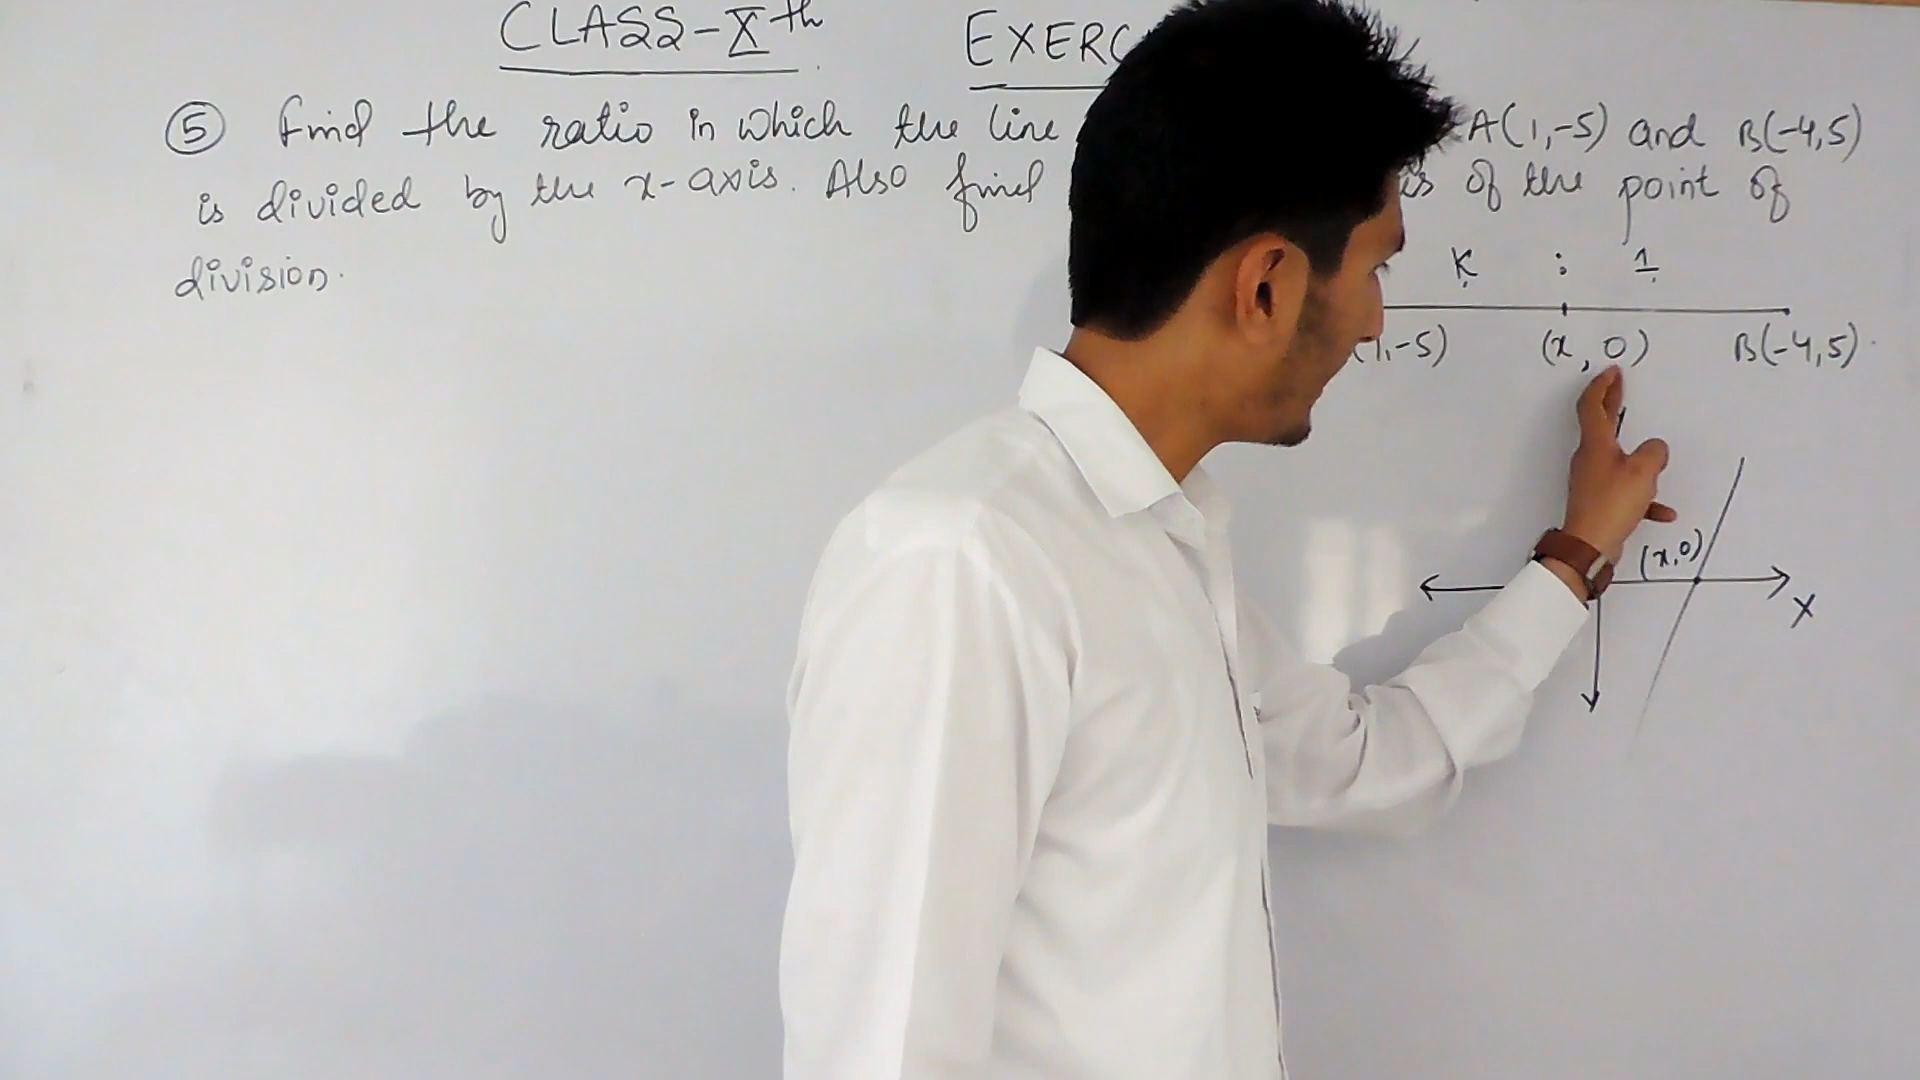 CLASS-Xth EXERC
⑤ Find the ratio in which the line A(1,-5) and B(-4,5)
is divided by the x-axis. Also find of the point of
division.
K : 1
(1,-5) (x,0) B(-4,5).
(x,0)
X